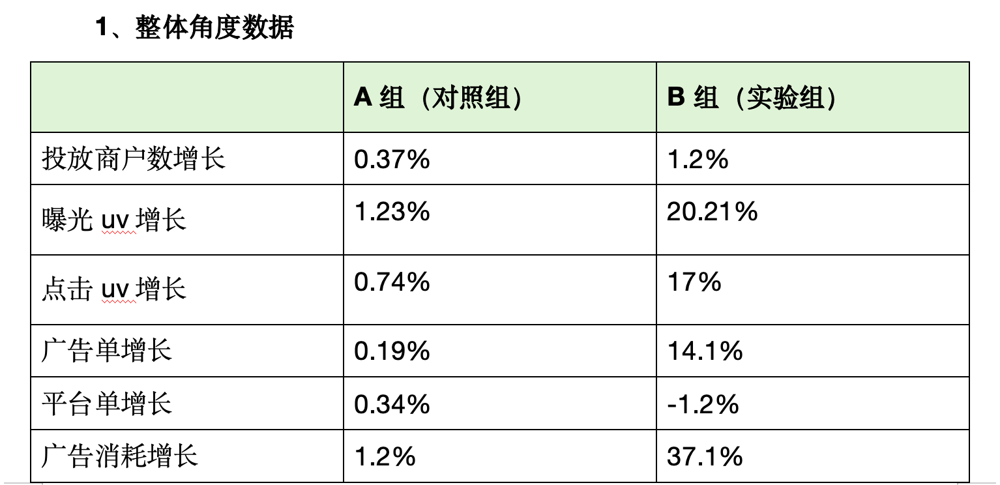 1、整体角度数据
A 组（对照组） B 组（实验组）
投放商户数增长 0.37% 1.2%
曝光 uv 增长 1.23% 20.21%
点击 uv 增长 0.74% 17%
广告单增长 0.19% 14.1%
平台单增长 0.34% -1.2%
广告消耗增长 1.2% 37.1%